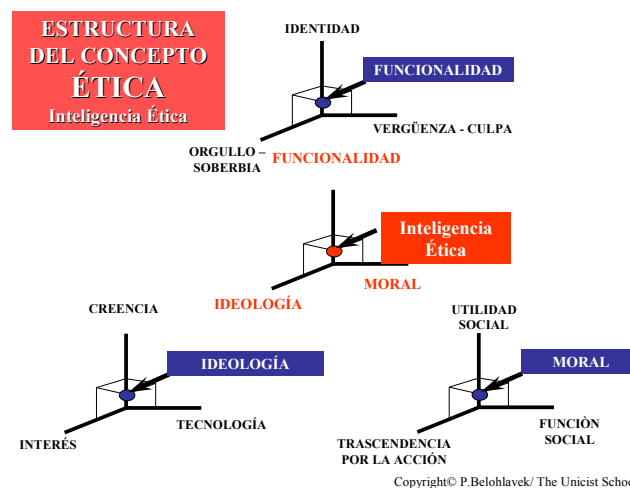 ESTRUCTURA
DEL CONCEPTO
ÉTICA
Inteligencia Ética
IDENTIDAD
FUNCIONALIDAD
VERGÜENZA - CULPA
ORGULLO –
SOBERBIA
FUNCIONALIDAD
Inteligencia
Ética
MORAL
IDEOLOGÍA
CREENCIA
IDEOLOGÍA
TECNOLOGÍA
INTERÉS
UTILIDAD
SOCIAL
MORAL
FUNCIÒN
SOCIAL
TRASCENDENCIA
POR LA ACCIÓN
Copyright© P.Belohlavek/ The Unicist